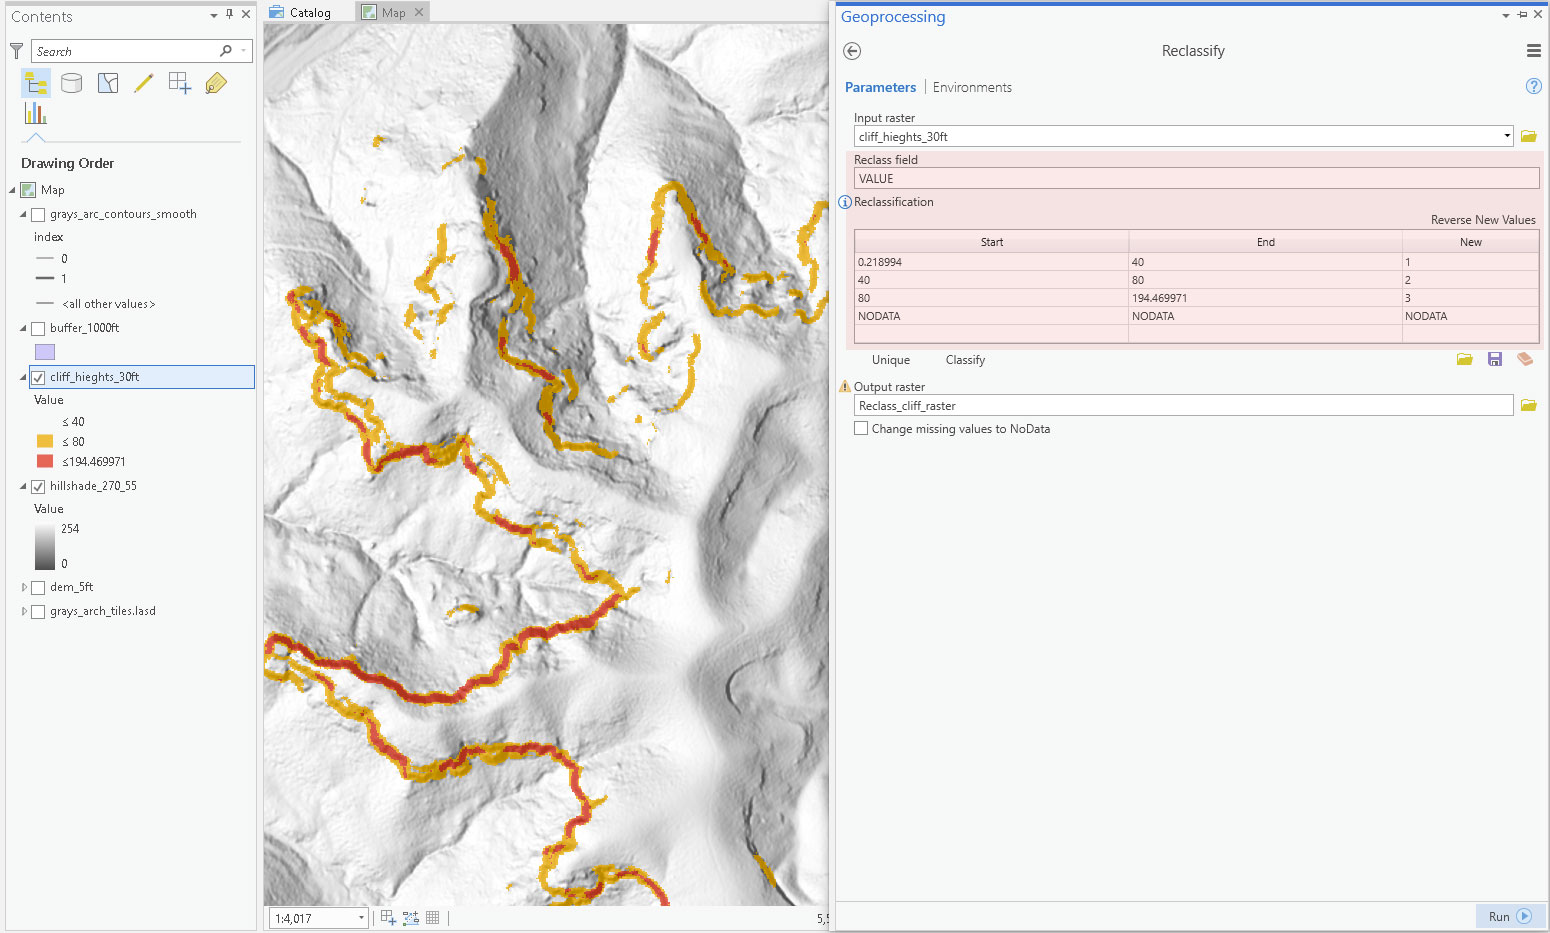 Contents
Search
Drawing Order
Map
grays_arc_contours_smooth
index
0
1
<all other values>
buffer_1000ft
cliff_hieghts_30ft
Value
≤ 40
≤ 80
≤194.469971
hillshade_270_55
Value
254
0
dem_5ft
grays_arch_tiles.lasd
Catalog
Map
1:4,017
Geoprocessing
Reclassify
Parameters | Environments
Input raster
cliff_hieghts_30ft
Reclass field
VALUE
Reclassification
Reverse New Values
Start End New
0.218994 40 1
40 80 2
80 194.469971 3
NODATA NODATA NODATA
Unique Classify
Output raster
Reclass_cliff_raster
Change missing values to NoData
Run